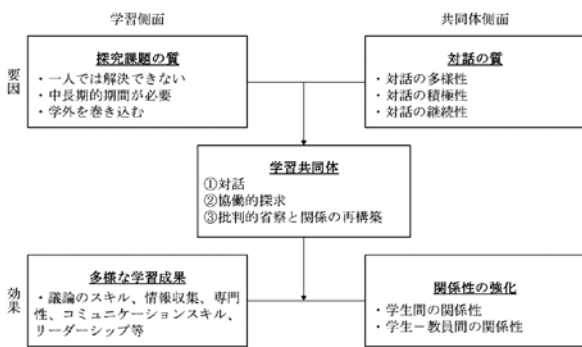 学習側面
共同体側面
要因
探究課題の質
・一人では解決できない
・中長期的期間が必要
・学外を巻き込む
対話の質
・対話の多様性
・対話の積極性
・対話の継続性
学習共同体
①対話
②協働的探求
③批判的省察と関係の再構築
効果
多様な学習成果
・議論のスキル、情報収集、専門
性、コミュニケーションスキル、
リーダーシップ等
関係性の強化
・学生間の関係性
・学生－教員間の関係性